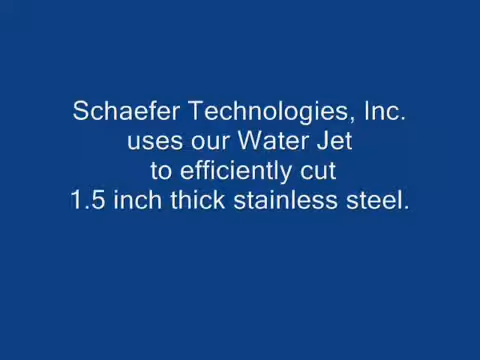 Schaefer Technologies, Inc.
uses our Water Jet
to efficiently cut
1.5 inch thick stainless steel.